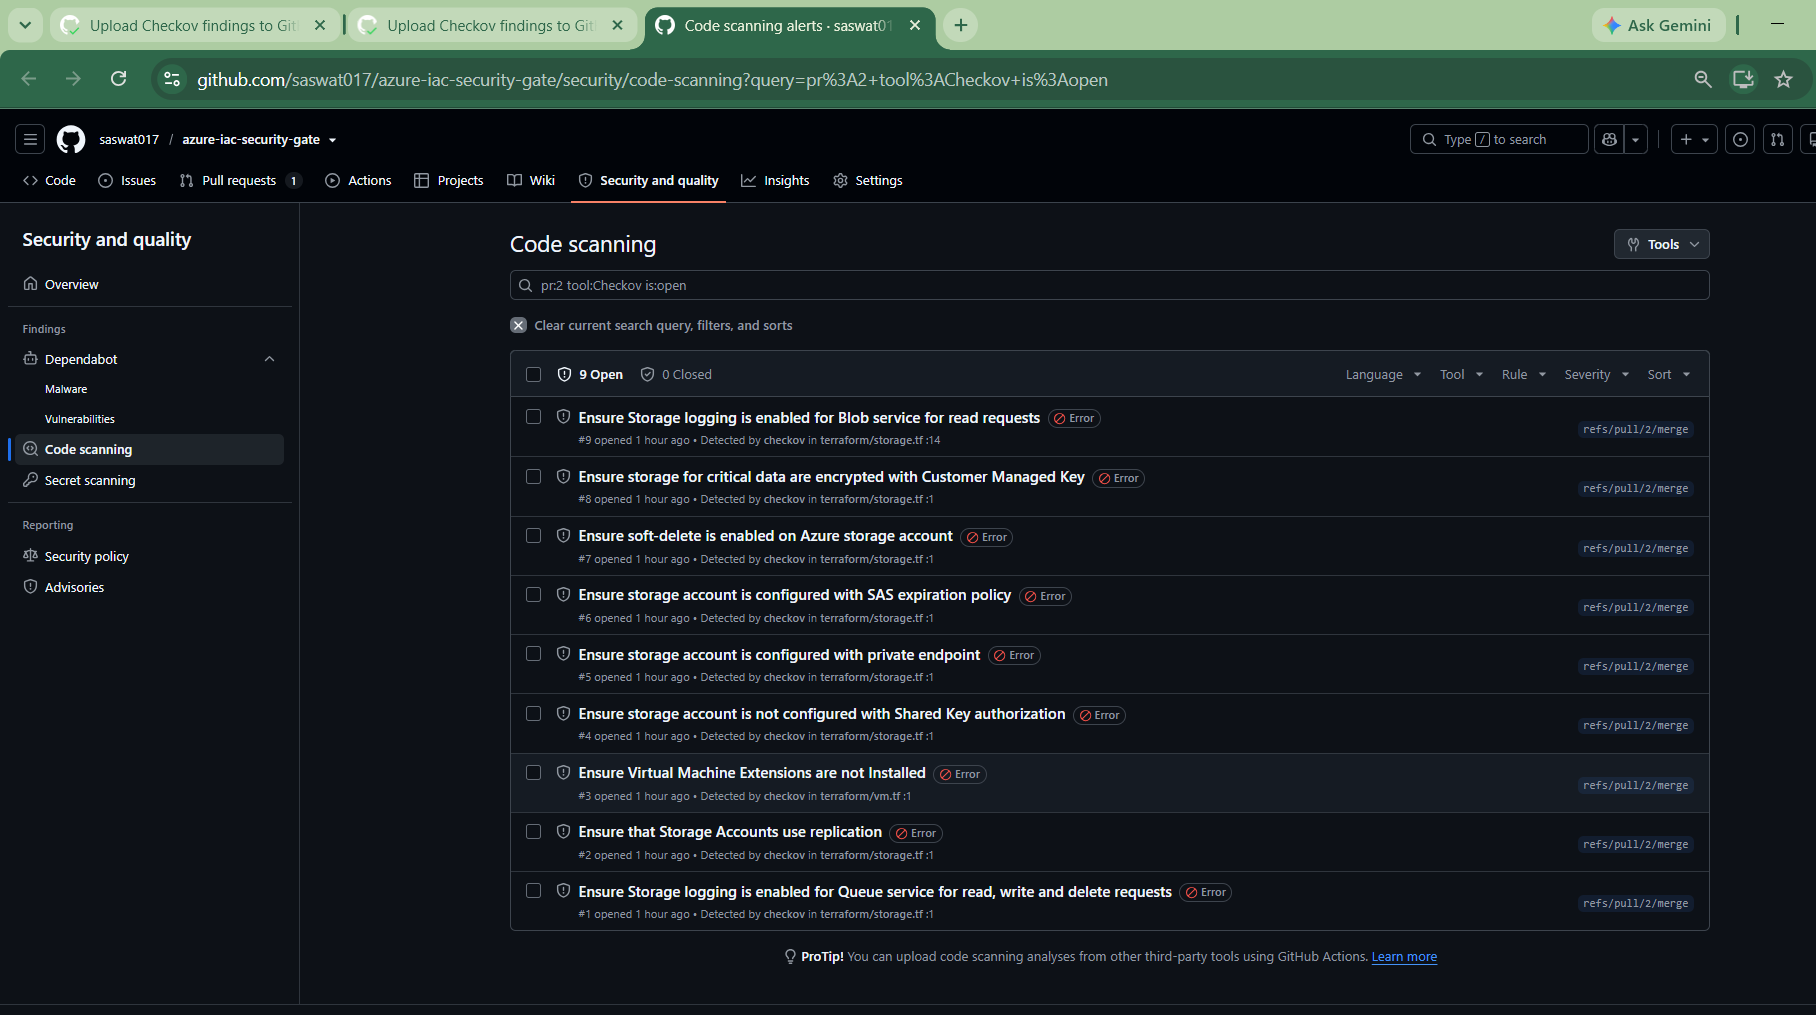 Upload Checkov findings to Git
Upload Checkov findings to Git
Code scanning alerts · saswat01
Ask Gemini
github.com/saswat017/azure-iac-security-gate/security/code-scanning?query=pr%3A2+tool%3ACheckov+is%3Aopen
saswat017 / azure-iac-security-gate
Type / to search
Code
Issues
Pull requests 1
Actions
Projects
Wiki
Security and quality
Insights
Settings
Security and quality
Overview
Findings
Dependabot
Malware
Vulnerabilities
Code scanning
Secret scanning
Reporting
Security policy
Advisories
Code scanning
Tools
pr:2 tool:Checkov is:open
Clear current search query, filters, and sorts
9 Open 0 Closed Language Tool Rule Severity Sort
Ensure Storage logging is enabled for Blob service for read requests Error
#9 opened 1 hour ago • Detected by checkov in terraform/storage.tf :14
refs/pull/2/merge
Ensure storage for critical data are encrypted with Customer Managed Key Error
#8 opened 1 hour ago • Detected by checkov in terraform/storage.tf :1
refs/pull/2/merge
Ensure soft-delete is enabled on Azure storage account Error
#7 opened 1 hour ago • Detected by checkov in terraform/storage.tf :1
refs/pull/2/merge
Ensure storage account is configured with SAS expiration policy Error
#6 opened 1 hour ago • Detected by checkov in terraform/storage.tf :1
refs/pull/2/merge
Ensure storage account is configured with private endpoint Error
#5 opened 1 hour ago • Detected by checkov in terraform/storage.tf :1
refs/pull/2/merge
Ensure storage account is not configured with Shared Key authorization Error
#4 opened 1 hour ago • Detected by checkov in terraform/storage.tf :1
refs/pull/2/merge
Ensure Virtual Machine Extensions are not Installed Error
#3 opened 1 hour ago • Detected by checkov in terraform/vm.tf :1
refs/pull/2/merge
Ensure that Storage Accounts use replication Error
#2 opened 1 hour ago • Detected by checkov in terraform/storage.tf :1
refs/pull/2/merge
Ensure Storage logging is enabled for Queue service for read, write and delete requests Error
#1 opened 1 hour ago • Detected by checkov in terraform/storage.tf :1
refs/pull/2/merge
ProTip! You can upload code scanning analyses from other third-party tools using GitHub Actions. Learn more